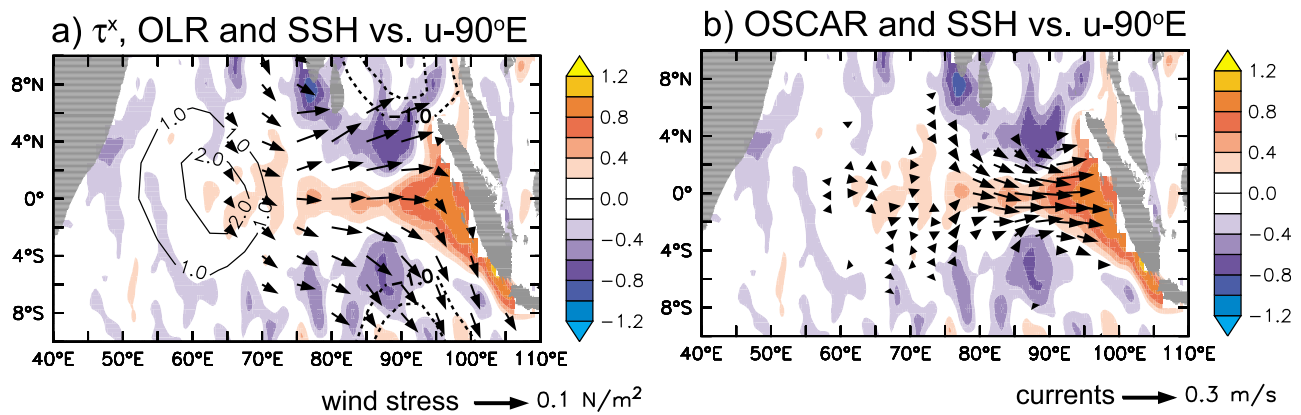 a) τˣ, OLR and SSH vs. u-90°E
b) OSCAR and SSH vs. u-90°E
8°N
4°N
0°
4°S
8°S
40°E 50°E 60°E 70°E 80°E 90°E 100°E 110°E
1.0
1.0
2.0
2.0
1.0
1.0
−1.0
−1.0
1.2
0.8
0.4
0.0
−0.4
−0.8
−1.2
wind stress 0.1 N/m²
8°N
4°N
0°
4°S
8°S
40°E 50°E 60°E 70°E 80°E 90°E 100°E 110°E
1.2
0.8
0.4
0.0
−0.4
−0.8
−1.2
currents 0.3 m/s